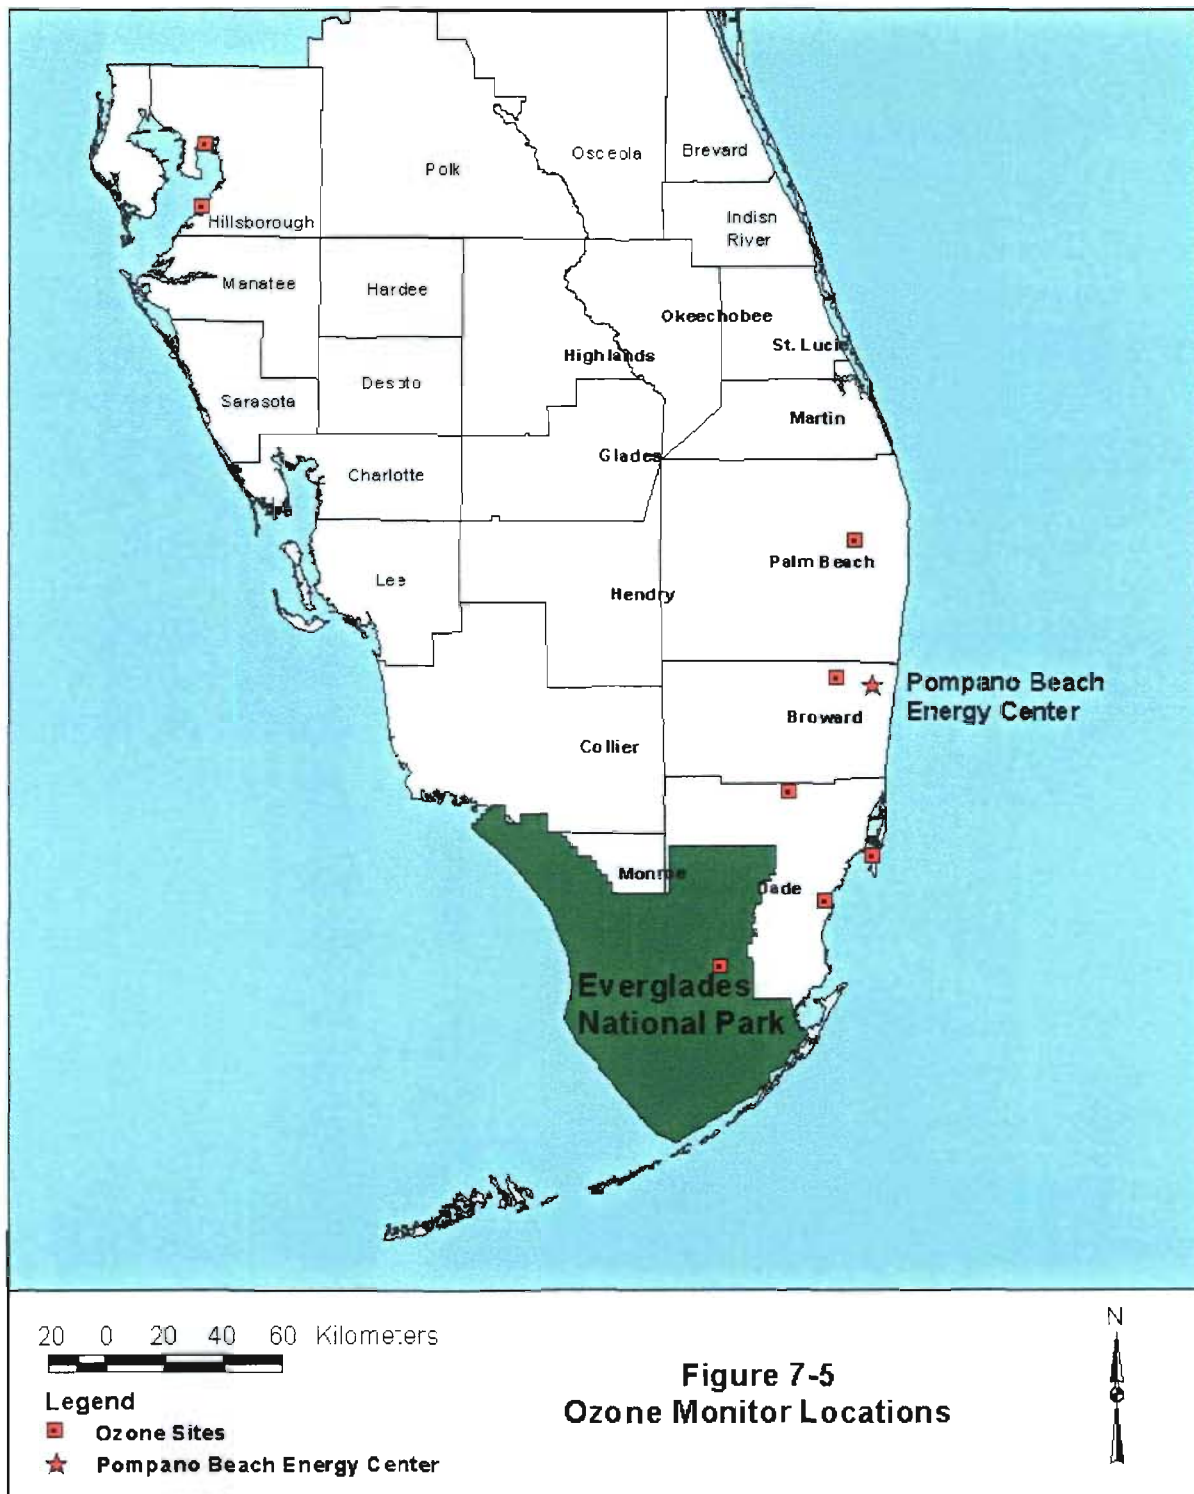 Osceola
Brevard
Polk
Indisn
River
Hillsborough
Manatee
Hardee
Okeechobee
St. Lucie
Highlands
Desoto
Sarasota
Martin
Glades
Charlotte
Palm Beach
Lee
Hendry
Pompano Beach
Energy Center
Broward
Collier
Monroe
Dade
Everglades
National Park
20 0 20 40 60 Kilometers
N
Figure 7-5
Ozone Monitor Locations
Legend
Ozone Sites
Pompano Beach Energy Center